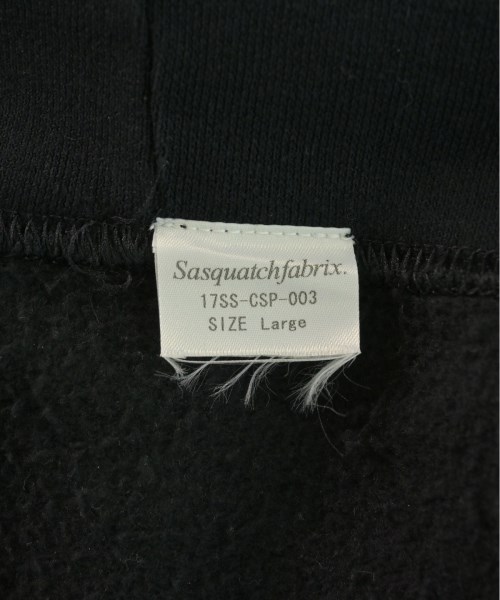 Sasquatchfabrix.
17SS-CSP-003
SIZE Large